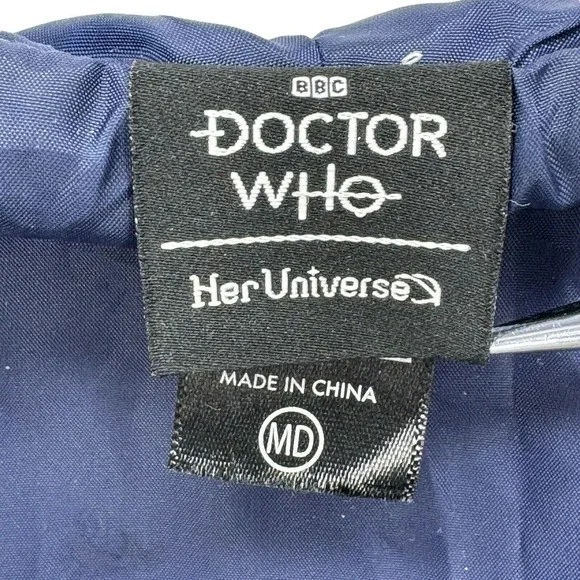 BBC
DOCTOR
WHO
Her Universe
MADE IN CHINA
MD